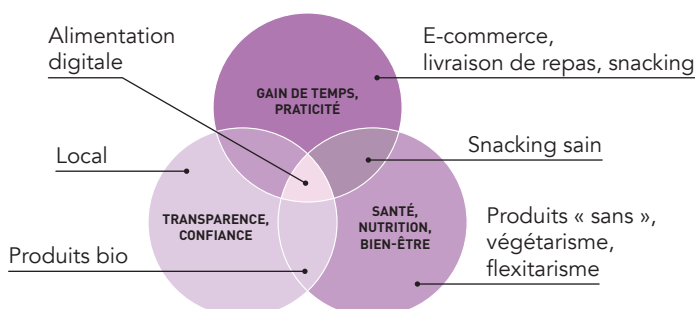 Alimentation
digitale
E-commerce,
livraison de repas, snacking
GAIN DE TEMPS,
PRATICITÉ
Local
Snacking sain
TRANSPARENCE,
CONFIANCE
SANTÉ,
NUTRITION,
BIEN-ÊTRE
Produits « sans »,
végétarisme,
flexitarisme
Produits bio